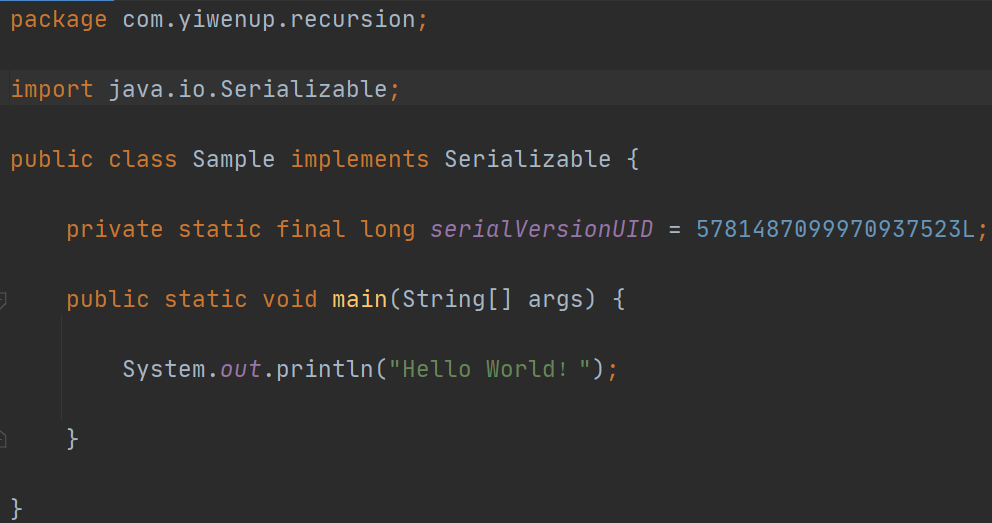 package com.yiwenup.recursion;
import java.io.Serializable;
public class Sample implements Serializable {
private static final long serialVersionUID = 5781487099970937523L;
public static void main(String[] args) {
System.out.println("Hello World！");
}
}